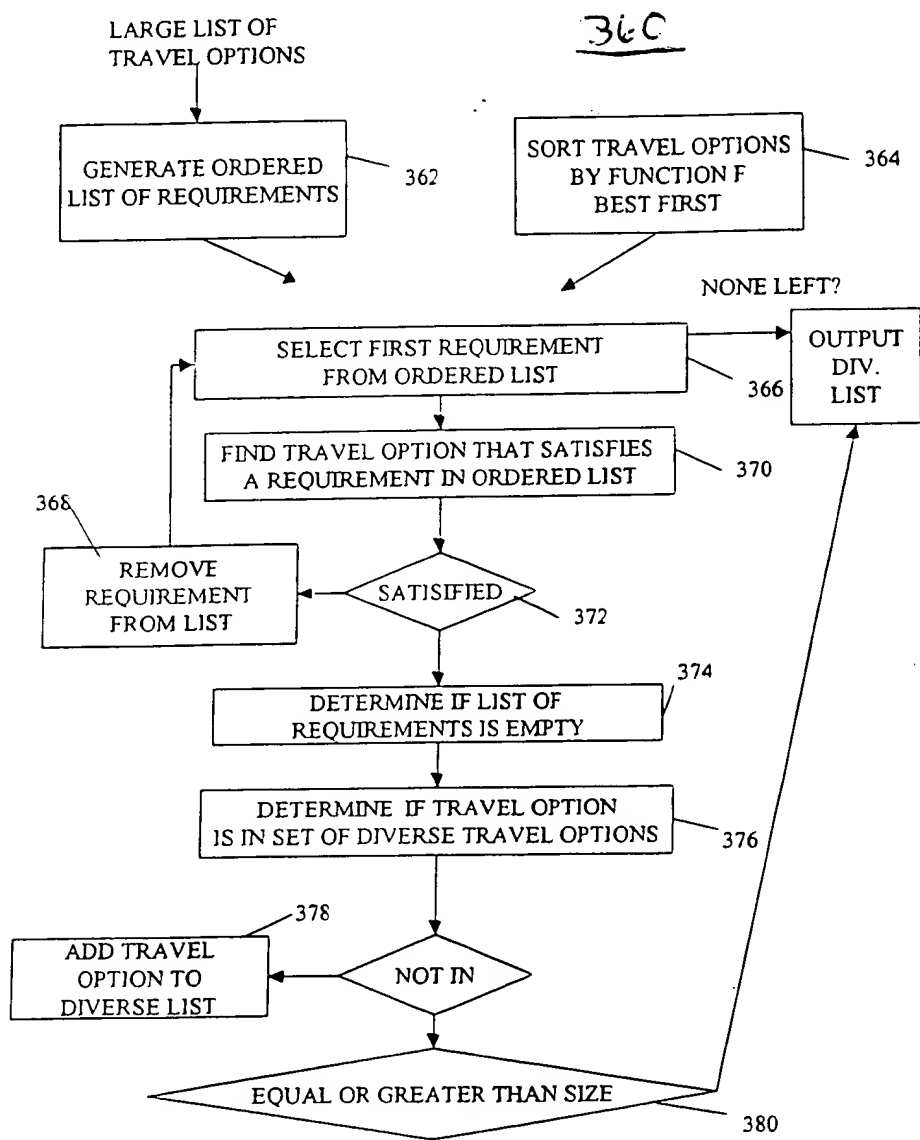 LARGE LIST OF
TRAVEL OPTIONS
360
GENERATE ORDERED
LIST OF REQUIREMENTS
362
SORT TRAVEL OPTIONS
BY FUNCTION F
BEST FIRST
364
NONE LEFT?
SELECT FIRST REQUIREMENT
FROM ORDERED LIST
366
OUTPUT
DIV.
LIST
FIND TRAVEL OPTION THAT SATISFIES
A REQUIREMENT IN ORDERED LIST
370
368
REMOVE
REQUIREMENT
FROM LIST
SATISIFIED
372
374
DETERMINE IF LIST OF
REQUIREMENTS IS EMPTY
DETERMINE IF TRAVEL OPTION
IS IN SET OF DIVERSE TRAVEL OPTIONS
376
378
ADD TRAVEL
OPTION TO
DIVERSE LIST
NOT IN
EQUAL OR GREATER THAN SIZE
380